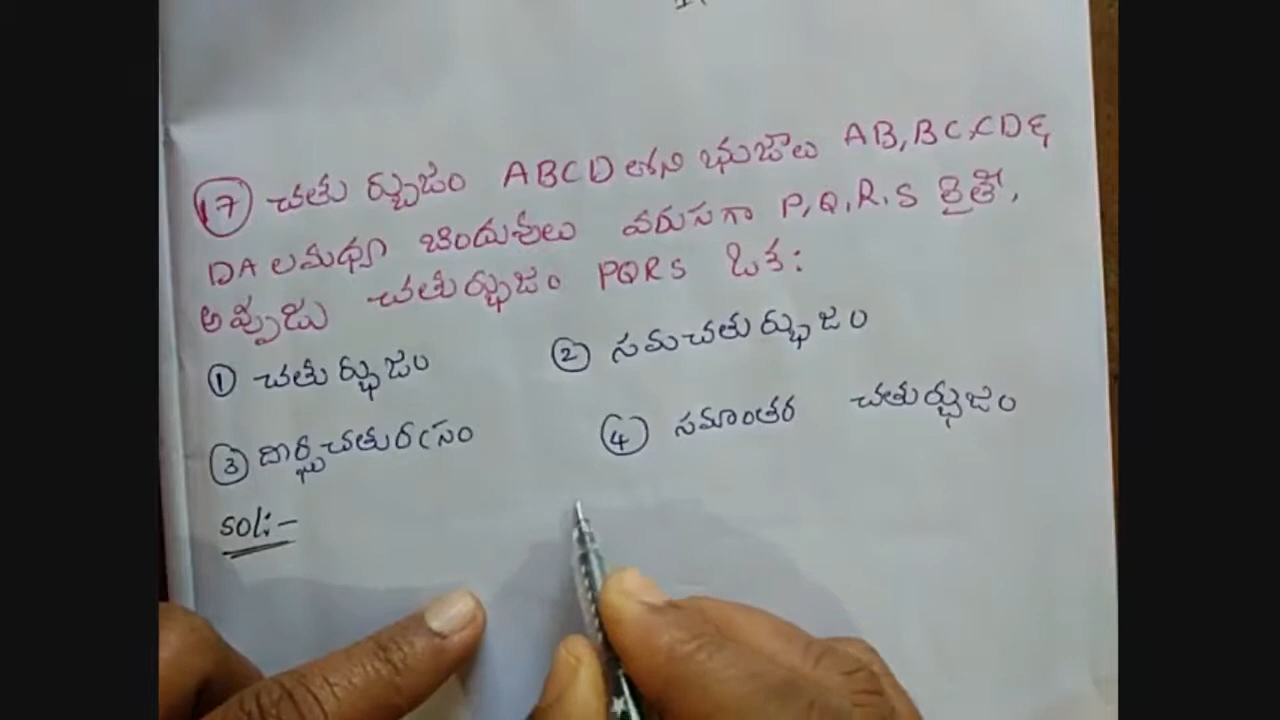 17 చతుర్భుజం ABCD లోని భుజాలు AB, BC, CD &
DA ల మధ్య బిందువులు వరుసగా P, Q, R, S లైతే,
అప్పుడు చతుర్భుజం PQRS ఒక:
① చతుర్భుజం ② సమచతుర్భుజం
③ దీర్ఘచతురస్రం ④ సమాంతర చతుర్భుజం
Sol:-